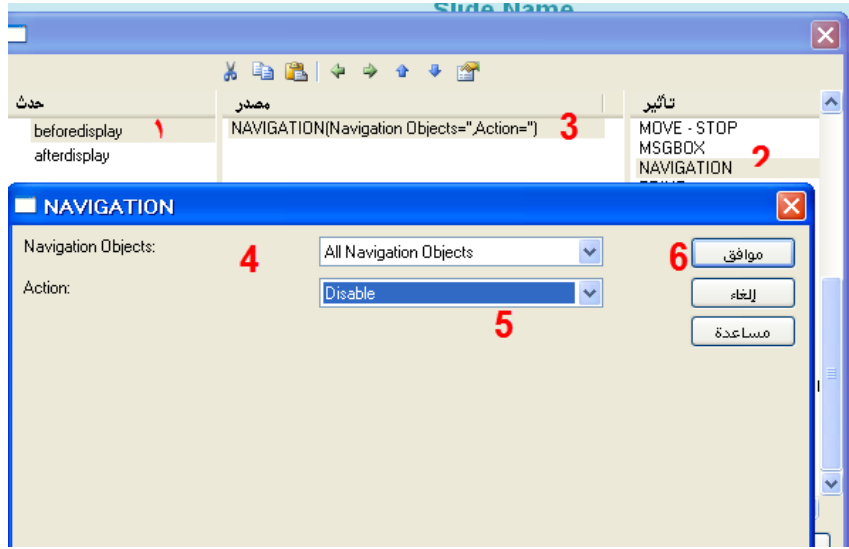 Slide Name
حدث
مصدر
تأثير
beforedisplay
١
afterdisplay
NAVIGATION(Navigation Objects='',Action='')
3
MOVE - STOP
MSGBOX
NAVIGATION
2
NAVIGATION
Navigation Objects:
4
All Navigation Objects
6
موافق
Action:
Disable
5
إلغاء
مساعدة